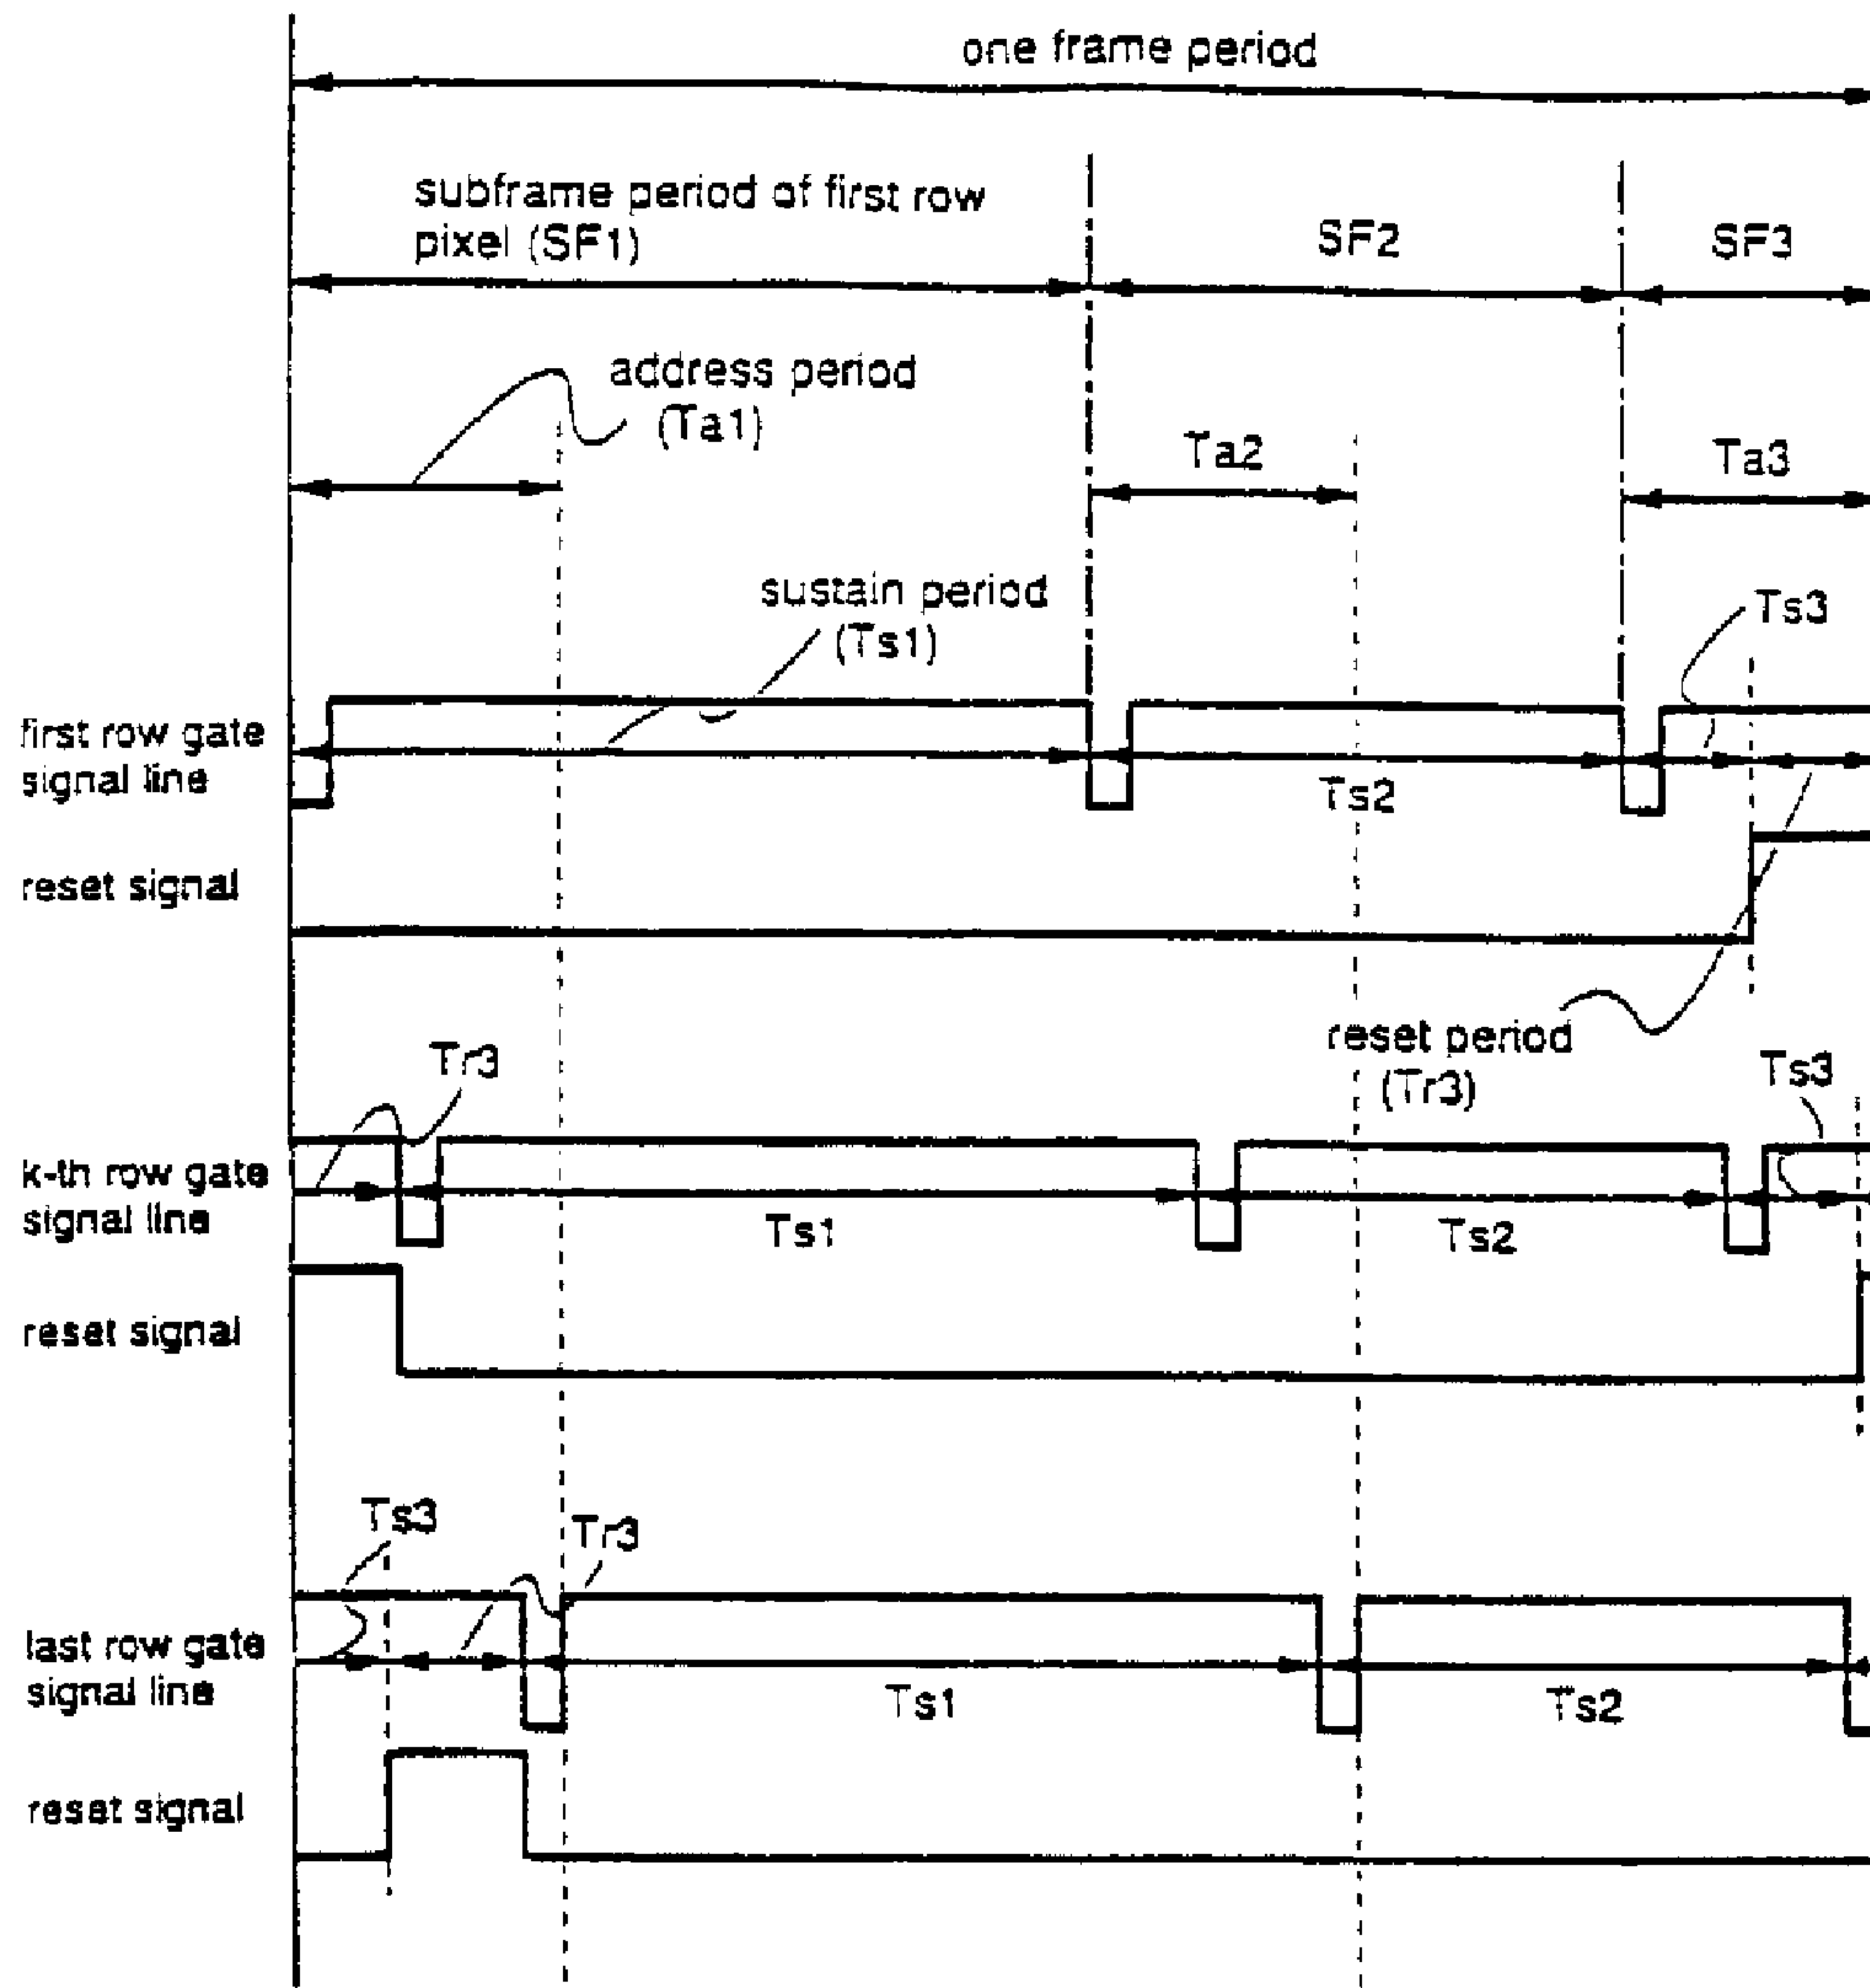 one frame period
subframe period of first row
pixel (SF1)
SF2
SF3
address period
(Ta1)
Ta2
Ta3
sustain period
(Ts1)
Ts3
first row gate
signal line
Ts2
reset signal
reset period
(Tr3)
Tr3
Ts3
k-th row gate
signal line
Ts1
Ts2
reset signal
Ts3
Tr3
last row gate
signal line
Ts1
Ts2
reset signal